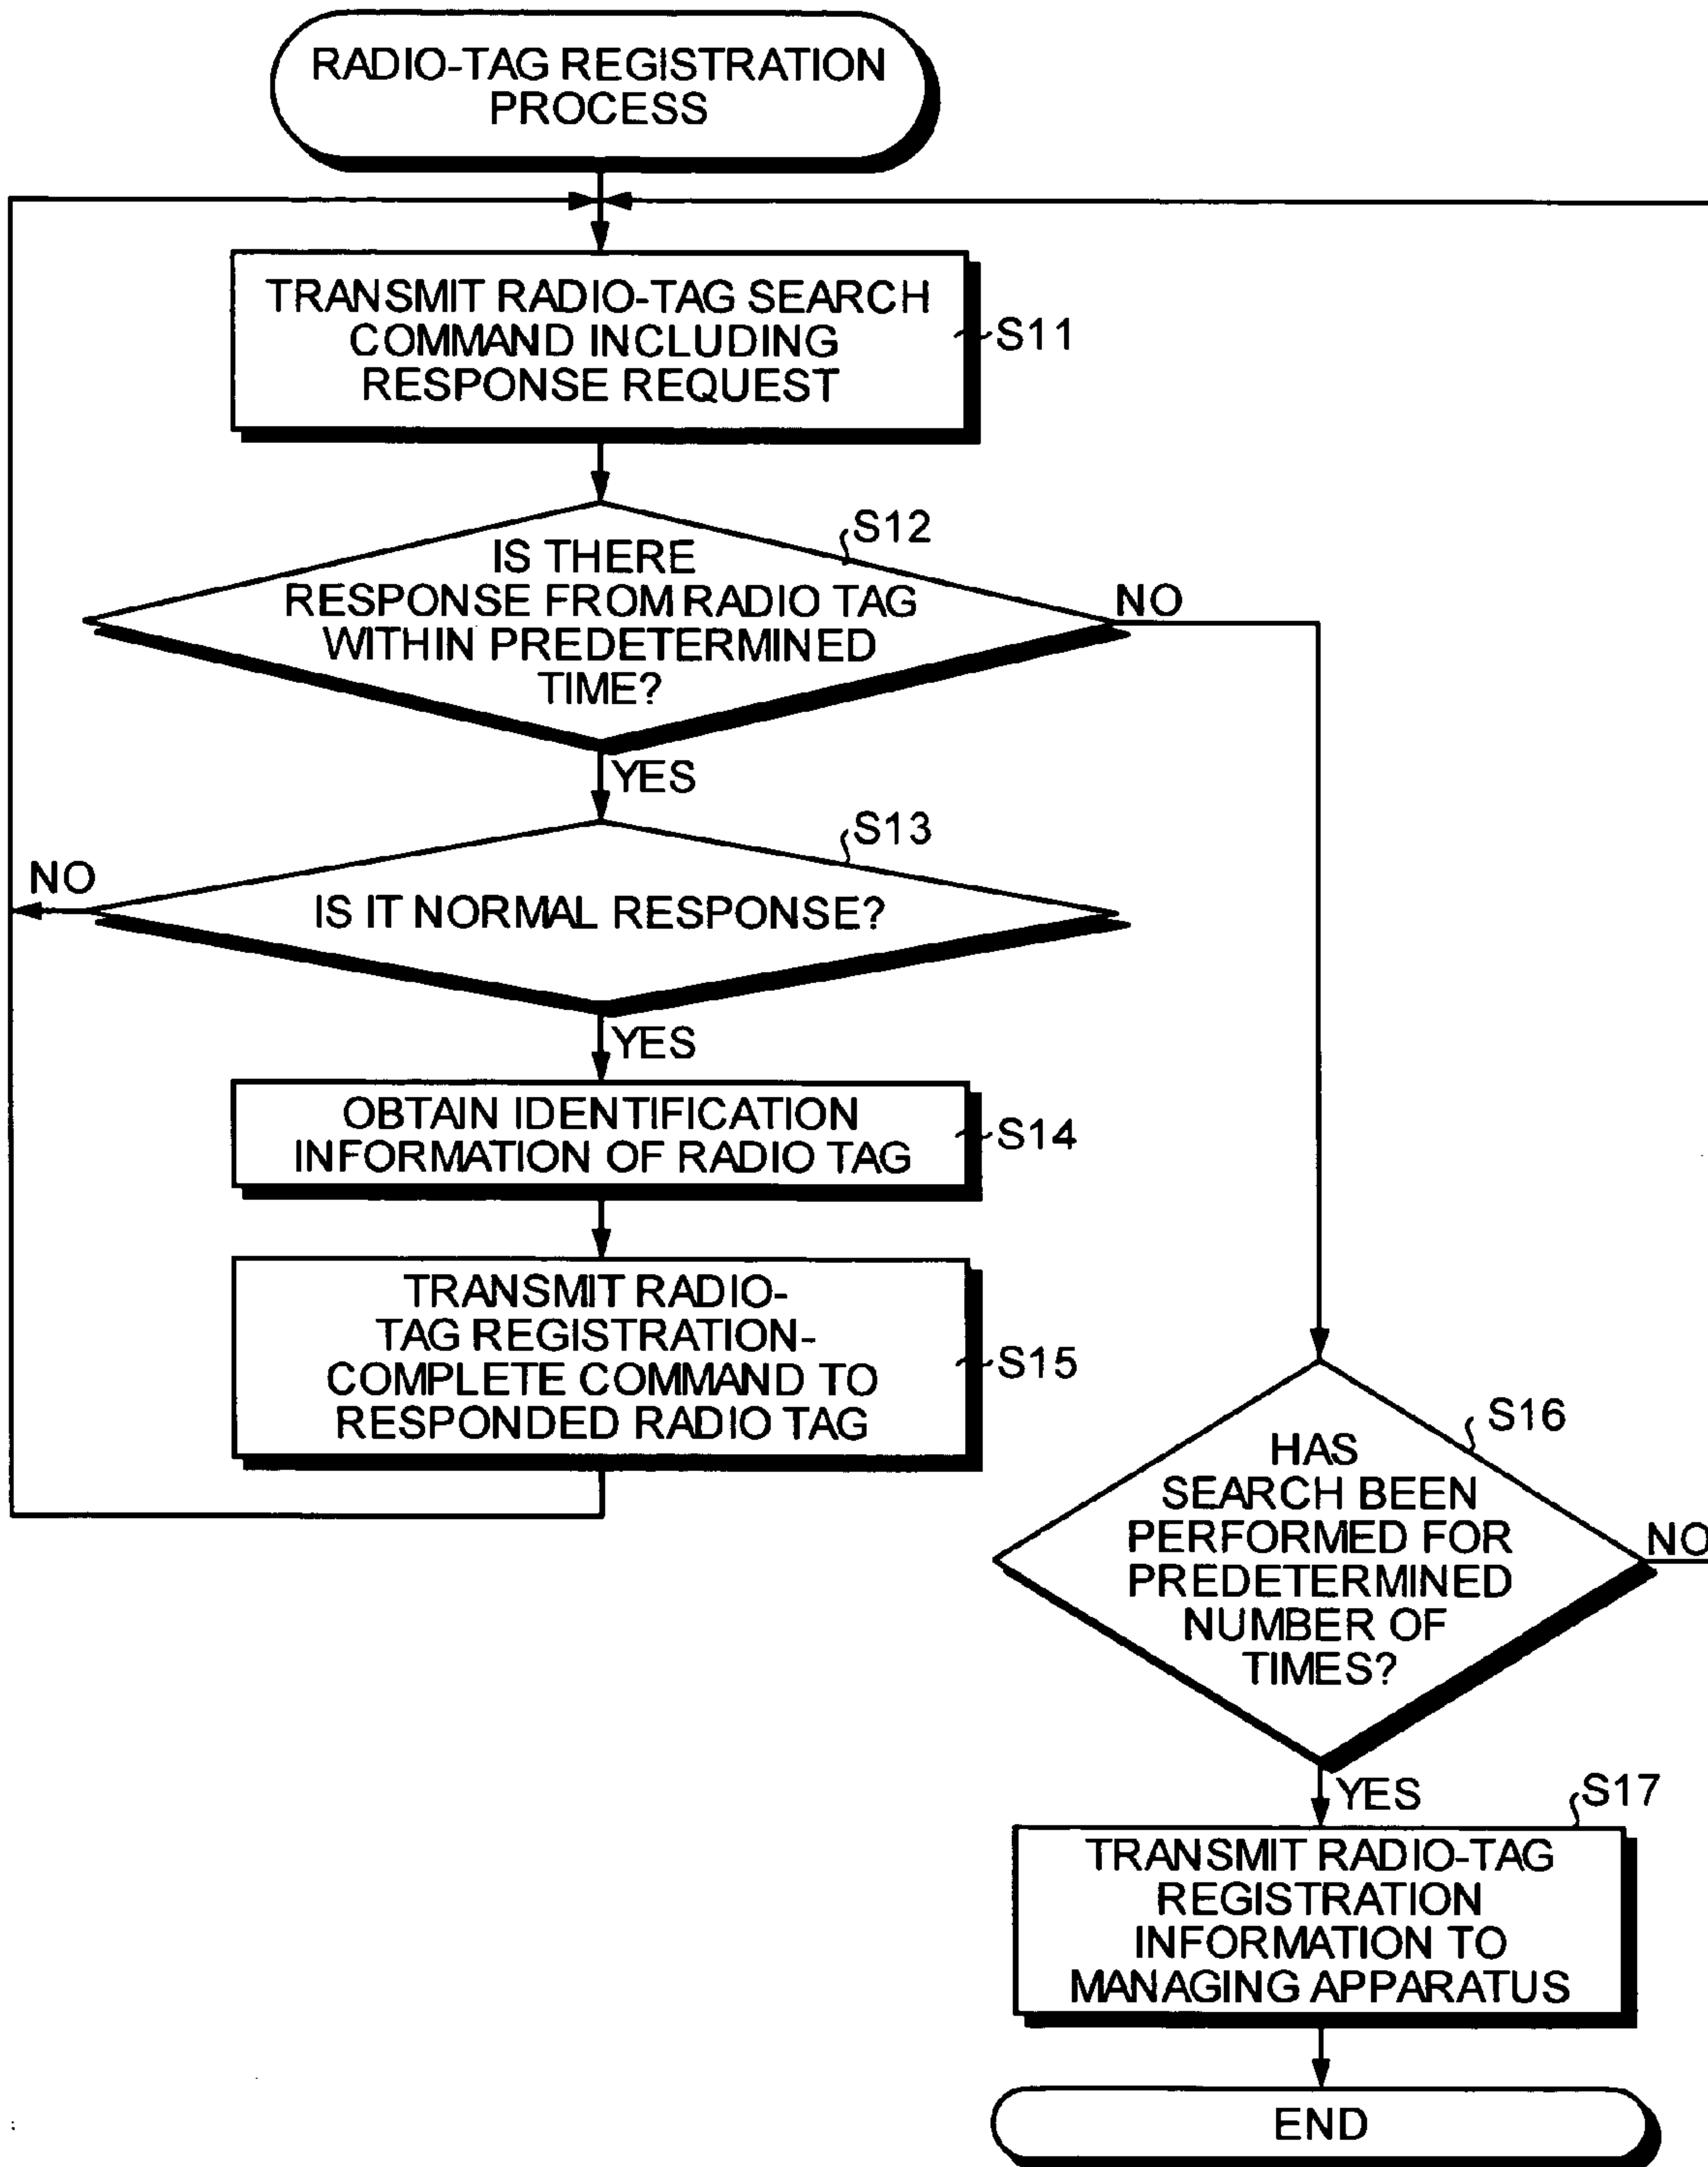 RADIO-TAG REGISTRATION
PROCESS
TRANSMIT RADIO-TAG SEARCH
COMMAND INCLUDING
RESPONSE REQUEST
S11
S12
IS THERE
RESPONSE FROM RADIO TAG
WITHIN PREDETERMINED
TIME?
NO
YES
S13
NO
IS IT NORMAL RESPONSE?
YES
OBTAIN IDENTIFICATION
INFORMATION OF RADIO TAG
S14
TRANSMIT RADIO-
TAG REGISTRATION-
COMPLETE COMMAND TO
RESPONDED RADIO TAG
S15
S16
HAS
SEARCH BEEN
PERFORMED FOR
PREDETERMINED
NUMBER OF
TIMES?
NO
YES
S17
TRANSMIT RADIO-TAG
REGISTRATION
INFORMATION TO
MANAGING APPARATUS
END